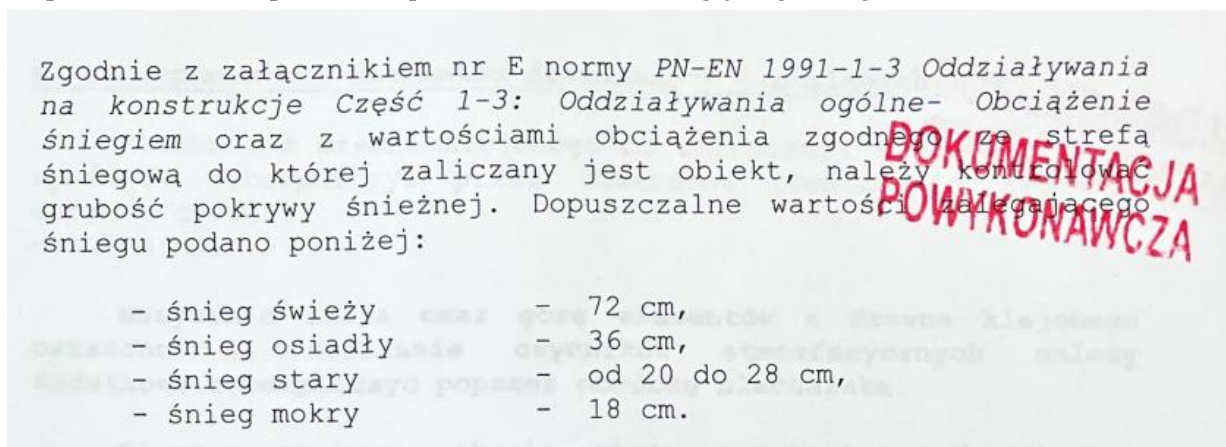 Zgodnie z załącznikiem nr E normy PN-EN 1991-1-3 Oddziaływania
na konstrukcje Część 1-3: Oddziaływania ogólne- Obciążenie
śniegiem oraz z wartościami obciążenia zgodnego ze strefą
śniegową do której zaliczany jest obiekt, należy kontrolować
grubość pokrywy śnieżnej. Dopuszczalne wartości zalegającego
śniegu podano poniżej:
DOKUMENTACJA
POWYKONAWCZA
- śnieg świeży - 72 cm,
- śnieg osiadły - 36 cm,
- śnieg stary - od 20 do 28 cm,
- śnieg mokry - 18 cm.